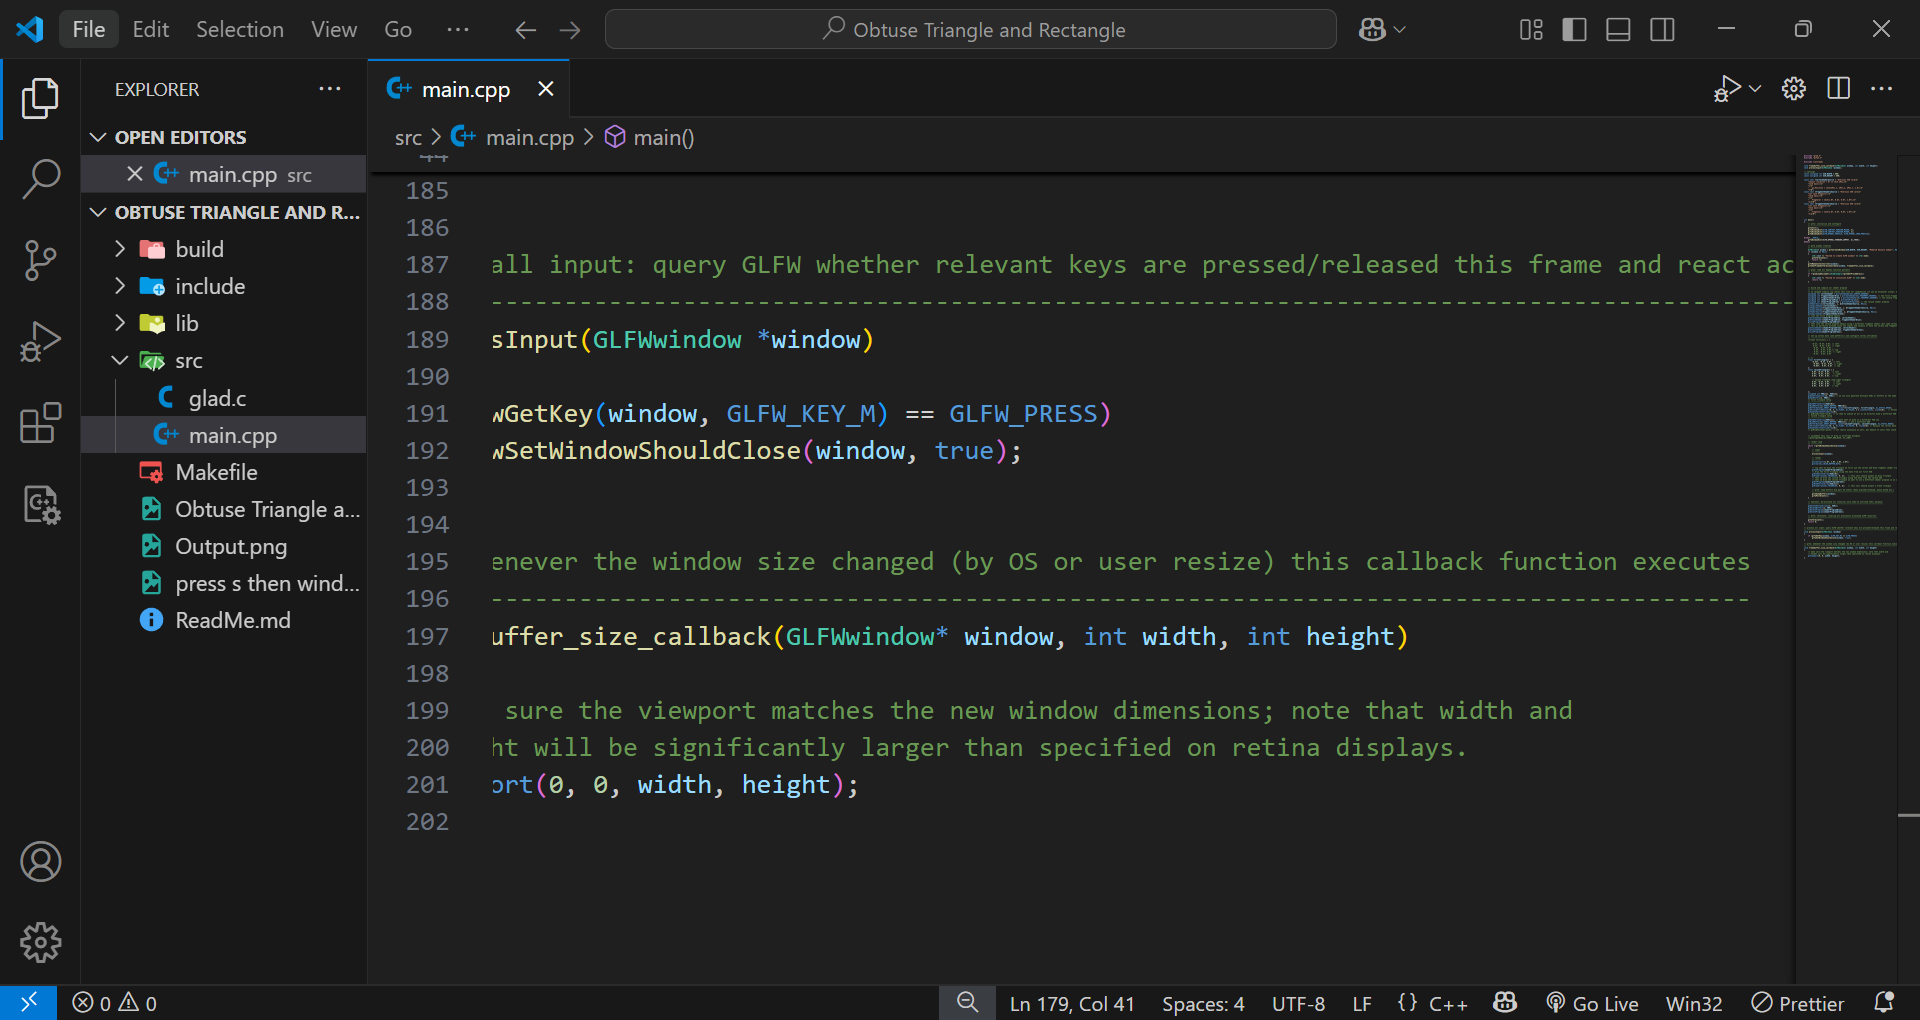 File Edit Selection View Go ··· Obtuse Triangle and Rectangle
EXPLORER
OPEN EDITORS
main.cpp src
OBTUSE TRIANGLE AND R...
build
include
lib
src
glad.c
main.cpp
Makefile
Obtuse Triangle a...
Output.png
press s then wind...
ReadMe.md
main.cpp
src > main.cpp > main()
185
186
187 all input: query GLFW whether relevant keys are pressed/released this frame and react ac
188 ----------------------------------------------------------------------------------------
189 sInput(GLFWwindow *window)
190
191 wGetKey(window, GLFW_KEY_M) == GLFW_PRESS)
192 wSetWindowShouldClose(window, true);
193
194
195 enever the window size changed (by OS or user resize) this callback function executes
196 -------------------------------------------------------------------------------------
197 uffer_size_callback(GLFWwindow* window, int width, int height)
198
199 sure the viewport matches the new window dimensions; note that width and
200 ht will be significantly larger than specified on retina displays.
201 ort(0, 0, width, height);
202
0 0 Ln 179, Col 41 Spaces: 4 UTF-8 LF {} C++ Go Live Win32 Prettier